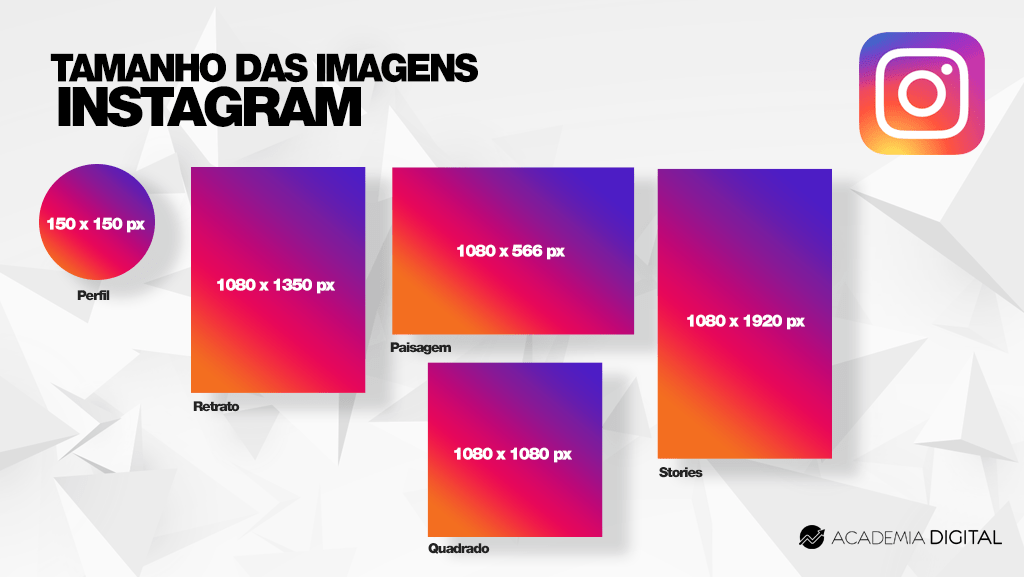 TAMANHO DAS IMAGENS
INSTAGRAM
150 x 150 px
Perfil
1080 x 1350 px
Retrato
1080 x 566 px
Paisagem
1080 x 1080 px
Quadrado
1080 x 1920 px
Stories
ACADEMIA DIGITAL